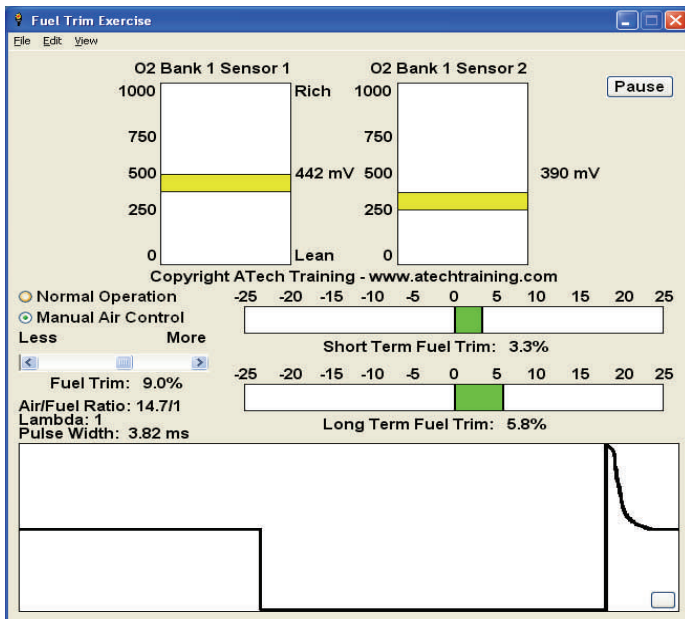 Fuel Trim Exercise
File Edit View
O2 Bank 1 Sensor 1
O2 Bank 1 Sensor 2
Pause
1000
750
500
250
0
Rich
442 mV
Lean
1000
750
500
250
0
390 mV
Copyright ATech Training - www.atechtraining.com
Normal Operation
Manual Air Control
Less More
Fuel Trim: 9.0%
Air/Fuel Ratio: 14.7/1
Lambda: 1
Pulse Width: 3.82 ms
-25 -20 -15 -10 -5 0 5 10 15 20 25
Short Term Fuel Trim: 3.3%
-25 -20 -15 -10 -5 0 5 10 15 20 25
Long Term Fuel Trim: 5.8%